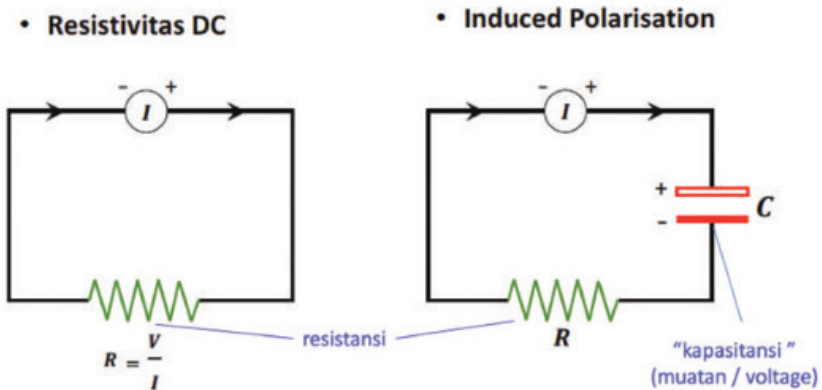 • Resistivitas DC
- +
I
R = V / I
resistansi
• Induced Polarisation
- +
I
+
-
C
R
"kapasitansi"
(muatan / voltage)